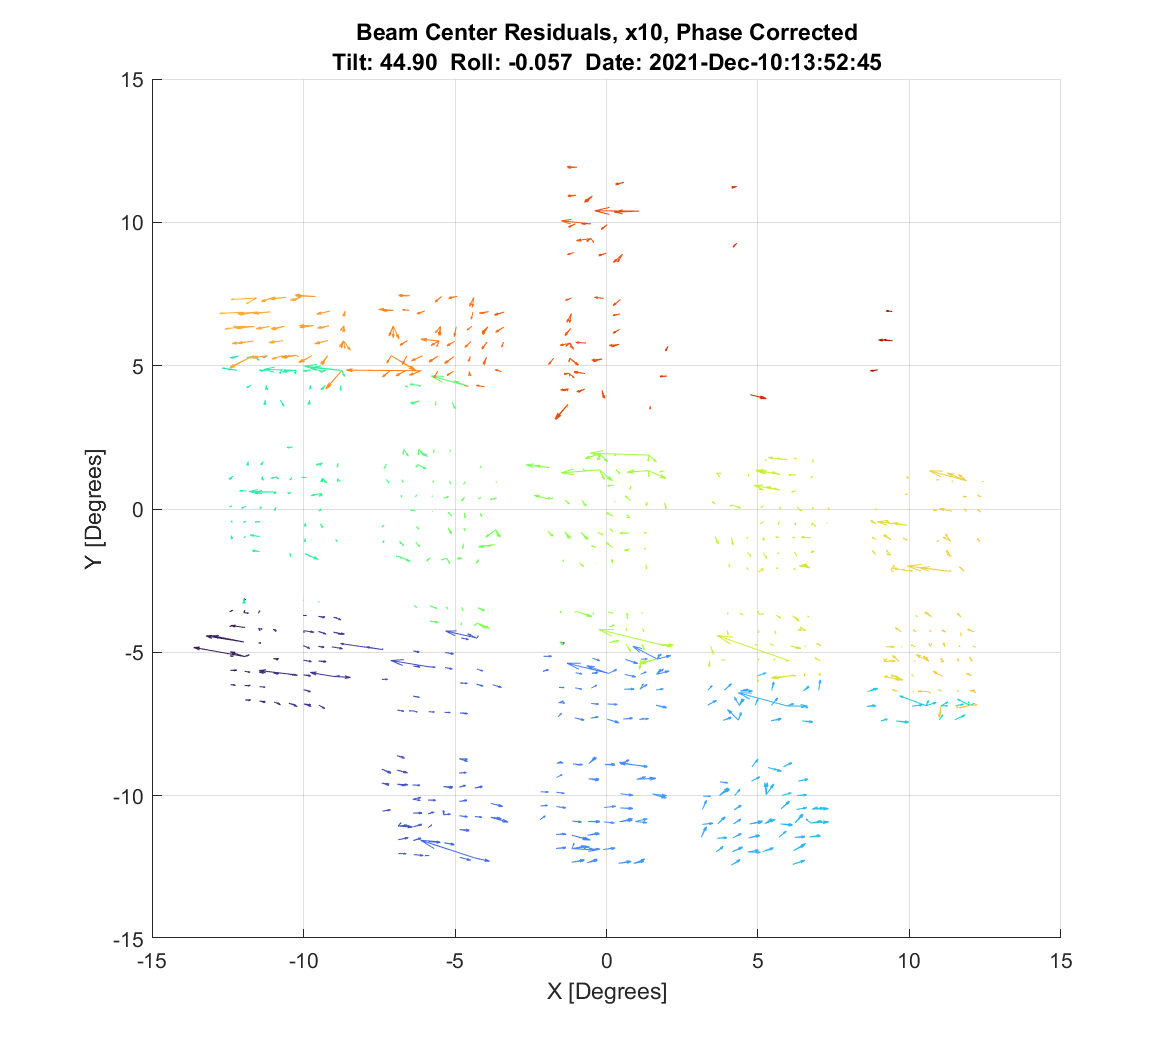 Beam Center Residuals, x10, Phase Corrected
Tilt: 44.90 Roll: -0.057 Date: 2021-Dec-10:13:52:45
15
10
5
0
-5
-10
-15
Y [Degrees]
-15 -10 -5 0 5 10 15
X [Degrees]